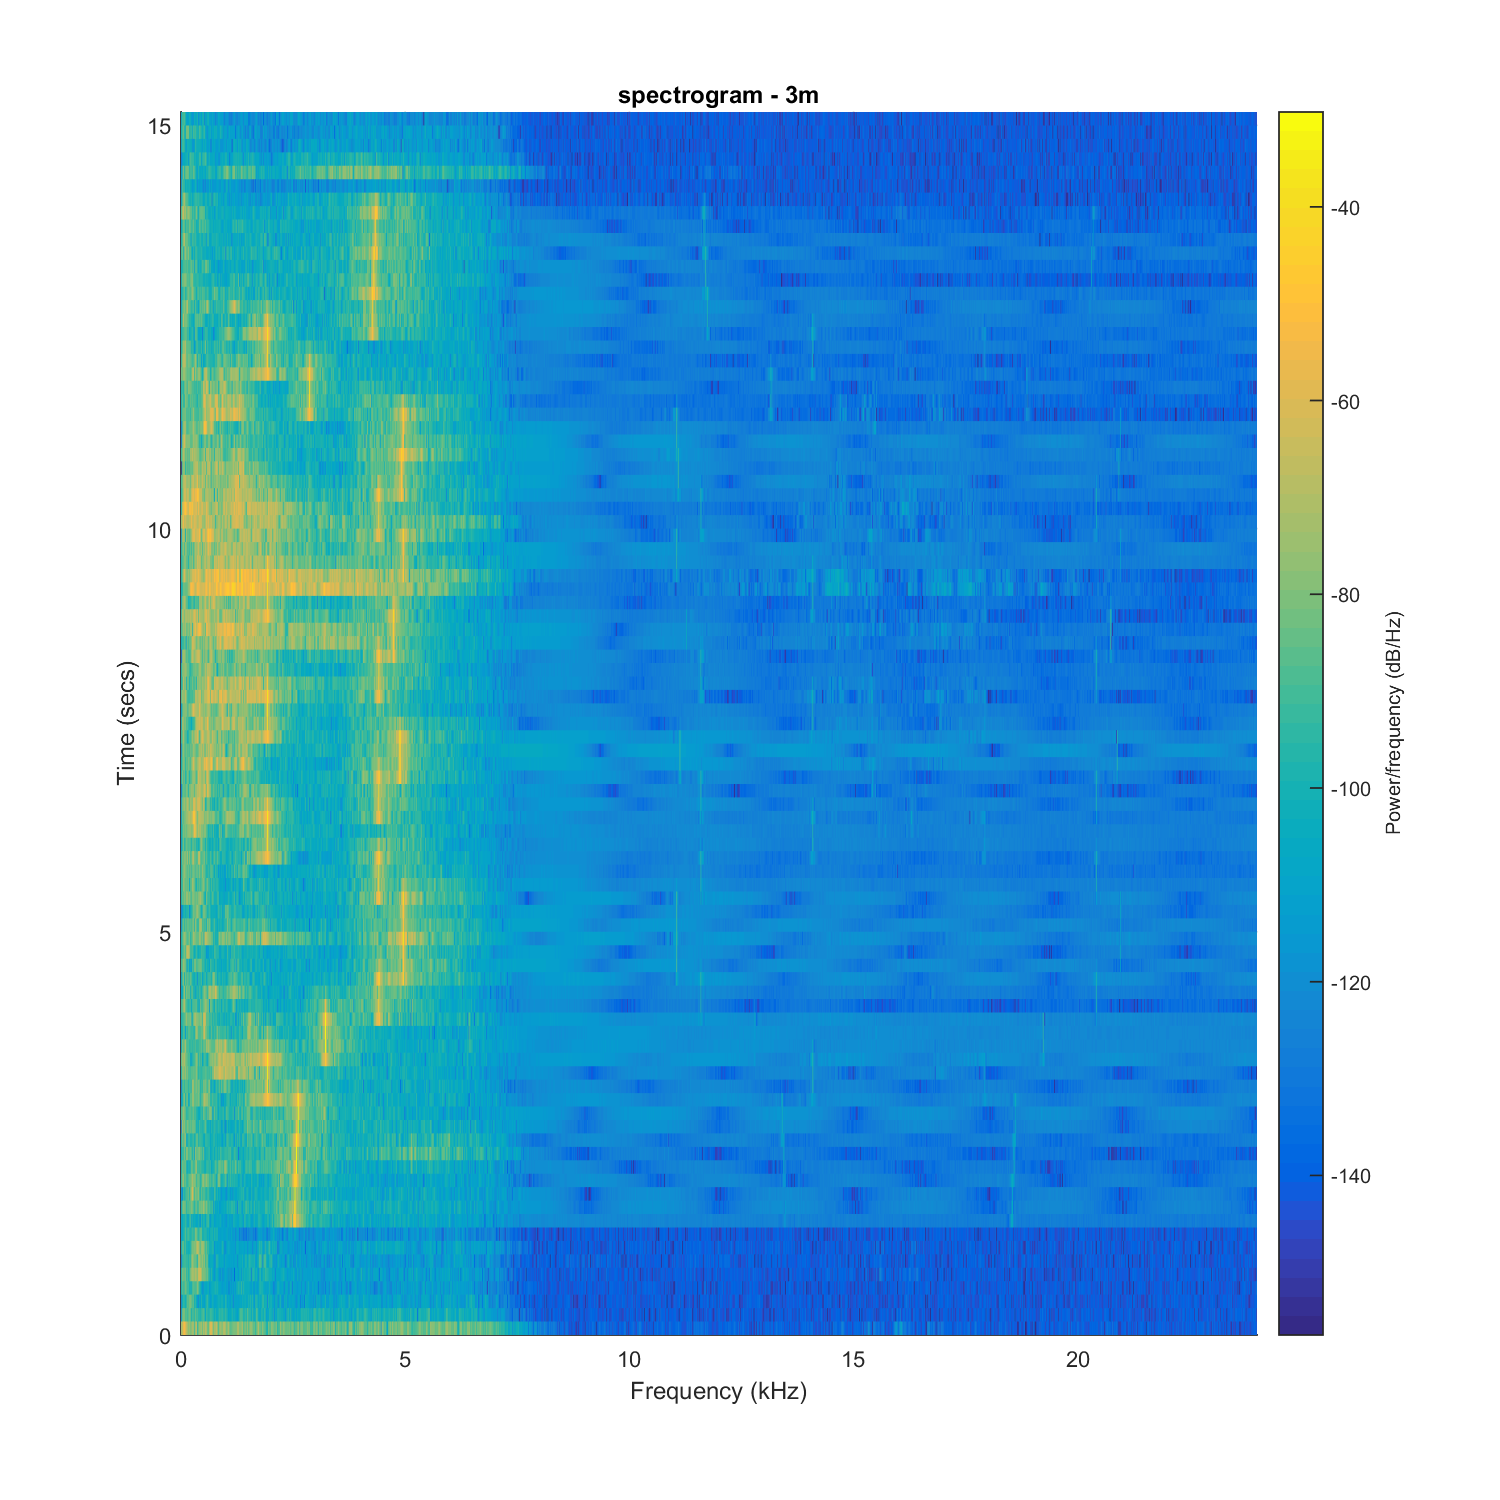 spectrogram - 3m
15
10
5
0
Time (secs)
0 5 10 15 20
Frequency (kHz)
-40
-60
-80
-100
-120
-140
Power/frequency (dB/Hz)